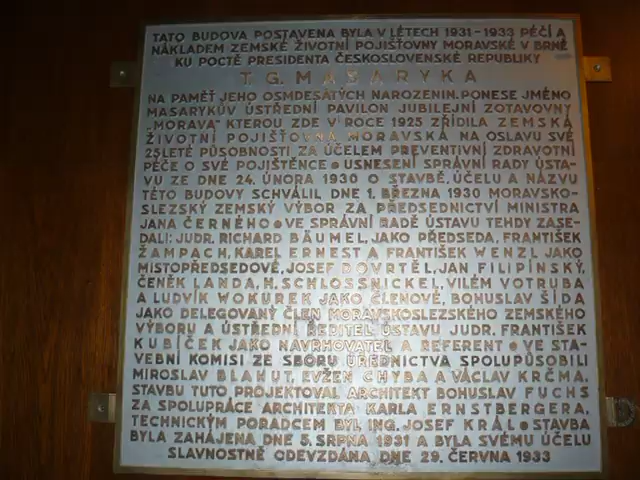 TATO BUDOVA POSTAVENA BYLA V LÉTECH 1931-1933 PÉČÍ A
NÁKLADEM ZEMSKÉ ŽIVOTNÍ POJIŠŤOVNY MORAVSKÉ V BRNĚ
KU POCTĚ PRESIDENTA ČESKOSLOVENSKÉ REPUBLIKY
T. G. MASARYKA
NA PAMĚŤ JEHO OSMDESÁTÝCH NAROZENIN. PONESE JMÉNO
MASARYKŮV ÚSTŘEDNÍ PAVILON JUBILEJNÍ ZOTAVOVNY
„MORAVA" KTEROU ZDE V ROCE 1925 ZŘÍDILA ZEMSKÁ
ŽIVOTNÍ POJIŠŤOVNA MORAVSKÁ NA OSLAVU SVÉ
25LETÉ PŮSOBNOSTI ZA ÚČELEM PREVENTIVNÍ ZDRAVOTNÍ
PÉČE O SVÉ POJIŠTĚNCE • USNESENÍ SPRÁVNÍ RADY ÚSTA-
VU ZE DNE 24. ÚNORA 1930 O STAVBĚ, ÚČELU A NÁZVU
TÉTO BUDOVY SCHVÁLIL DNE 1. BŘEZNA 1930 MORAVSKO-
SLEZSKÝ ZEMSKÝ VÝBOR ZA PŘEDSEDNICTVÍ MINISTRA
JANA ČERNÉHO • VE SPRÁVNÍ RADĚ ÚSTAVU TEHDY ZASE-
DALI: JUDR. RICHARD BÄUMEL, JAKO PŘEDSEDA, FRANTIŠEK
ŽAMPACH, KAREL ERNEST A FRANTIŠEK WENZL JAKO
MÍSTOPŘEDSEDOVÉ, JOSEF DOVRTĚL, JAN FILIPÍNSKÝ,
ČENĚK LANDA, H. SCHLOSSNICKEL, VILÉM VOTRUBA
A LUDVÍK WOKUREK JAKO ČLENOVÉ, BOHUSLAV ŠÍDA
JAKO DELEGOVANÝ ČLEN MORAVSKOSLEZSKÉHO ZEMSKÉHO
VÝBORU A ÚSTŘEDNÍ ŘEDITEL ÚSTAVU JUDR. FRANTIŠEK
KUBÍČEK JAKO NAVRHOVATEL A REFERENT • VE STA-
VEBNÍ KOMISI ZE SBORU ÚŘEDNICTVA SPOLUPŮSOBILI
MIROSLAV BLAHUT, EVŽEN CHYBA A VÁCLAV KRČMA.
STAVBU TUTO PROJEKTOVAL ARCHITEKT BOHUSLAV FUCHS
ZA SPOLUPRÁCE ARCHITEKTA KARLA ERNSTBERGERA,
TECHNICKÝM PORADCEM BYL ING. JOSEF KRÁL • STAVBA
BYLA ZAHÁJENA DNE 5. SRPNA 1931 A BYLA SVÉMU ÚČELU
SLAVNOSTNĚ ODEVZDÁNA DNE 29. ČERVNA 1933